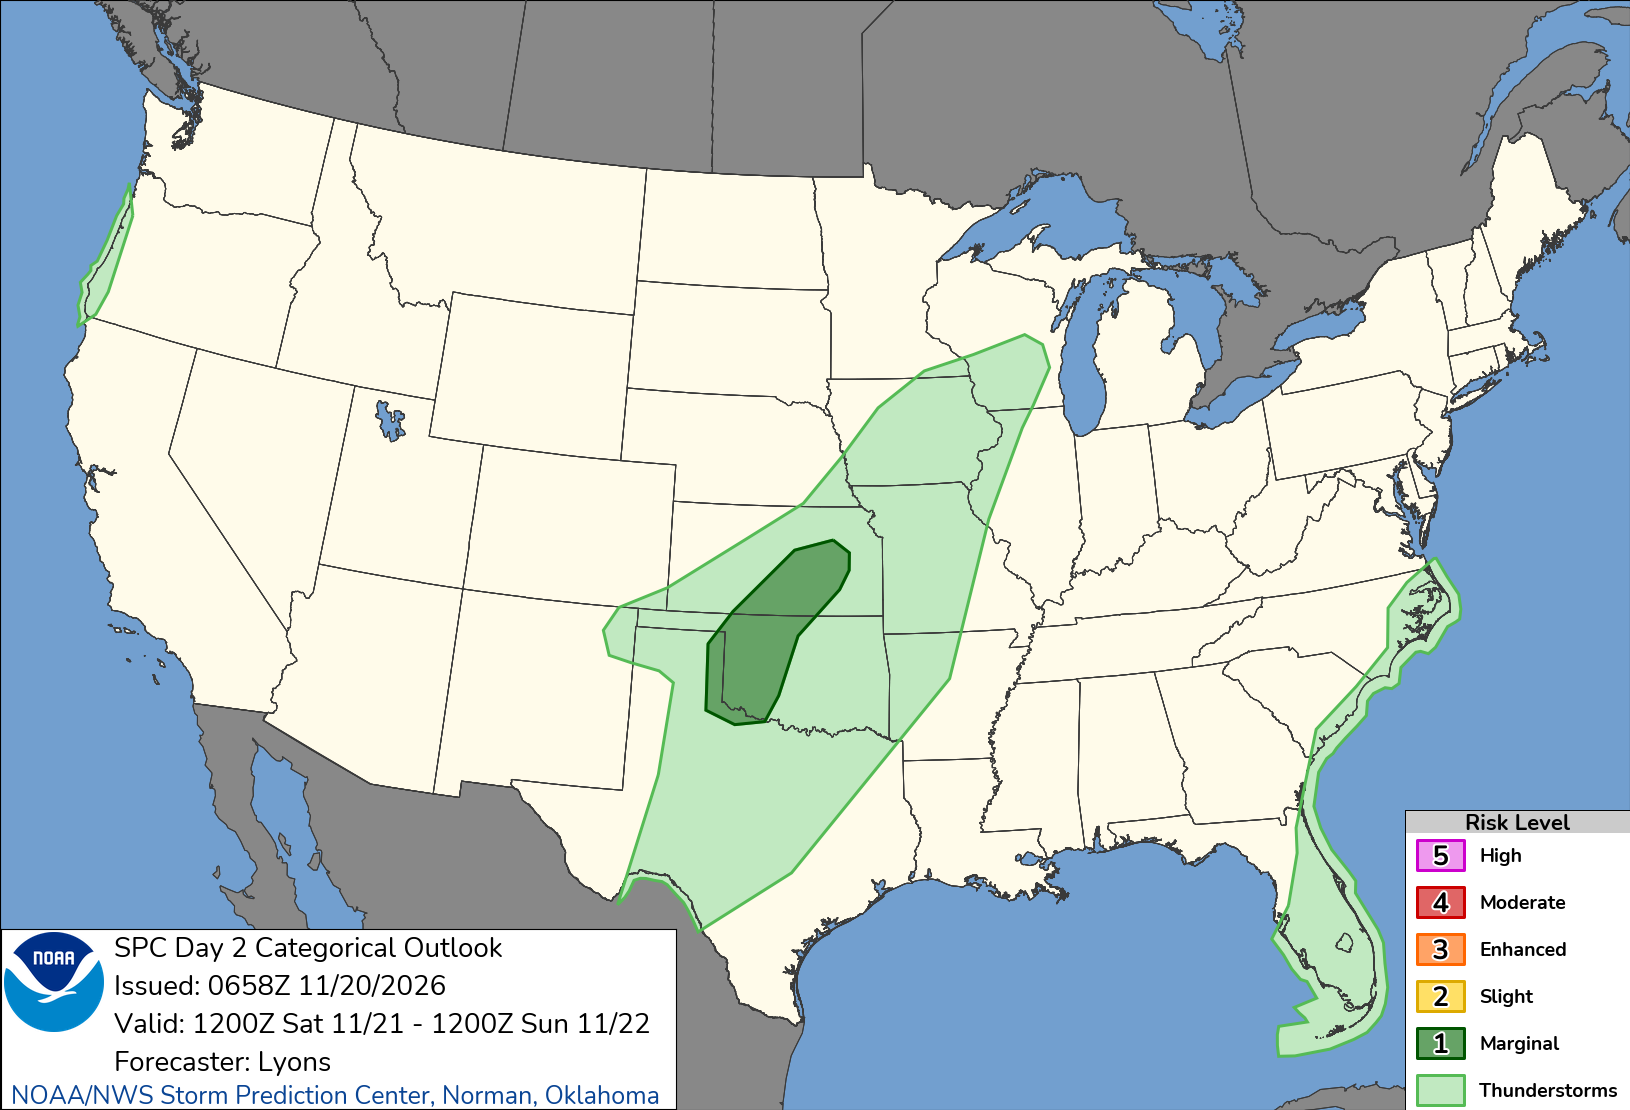 NOAA
SPC Day 2 Categorical Outlook
Issued: 0658Z 11/20/2026
Valid: 1200Z Sat 11/21 - 1200Z Sun 11/22
Forecaster: Lyons
NOAA/NWS Storm Prediction Center, Norman, Oklahoma
Risk Level
5 High
4 Moderate
3 Enhanced
2 Slight
1 Marginal
Thunderstorms